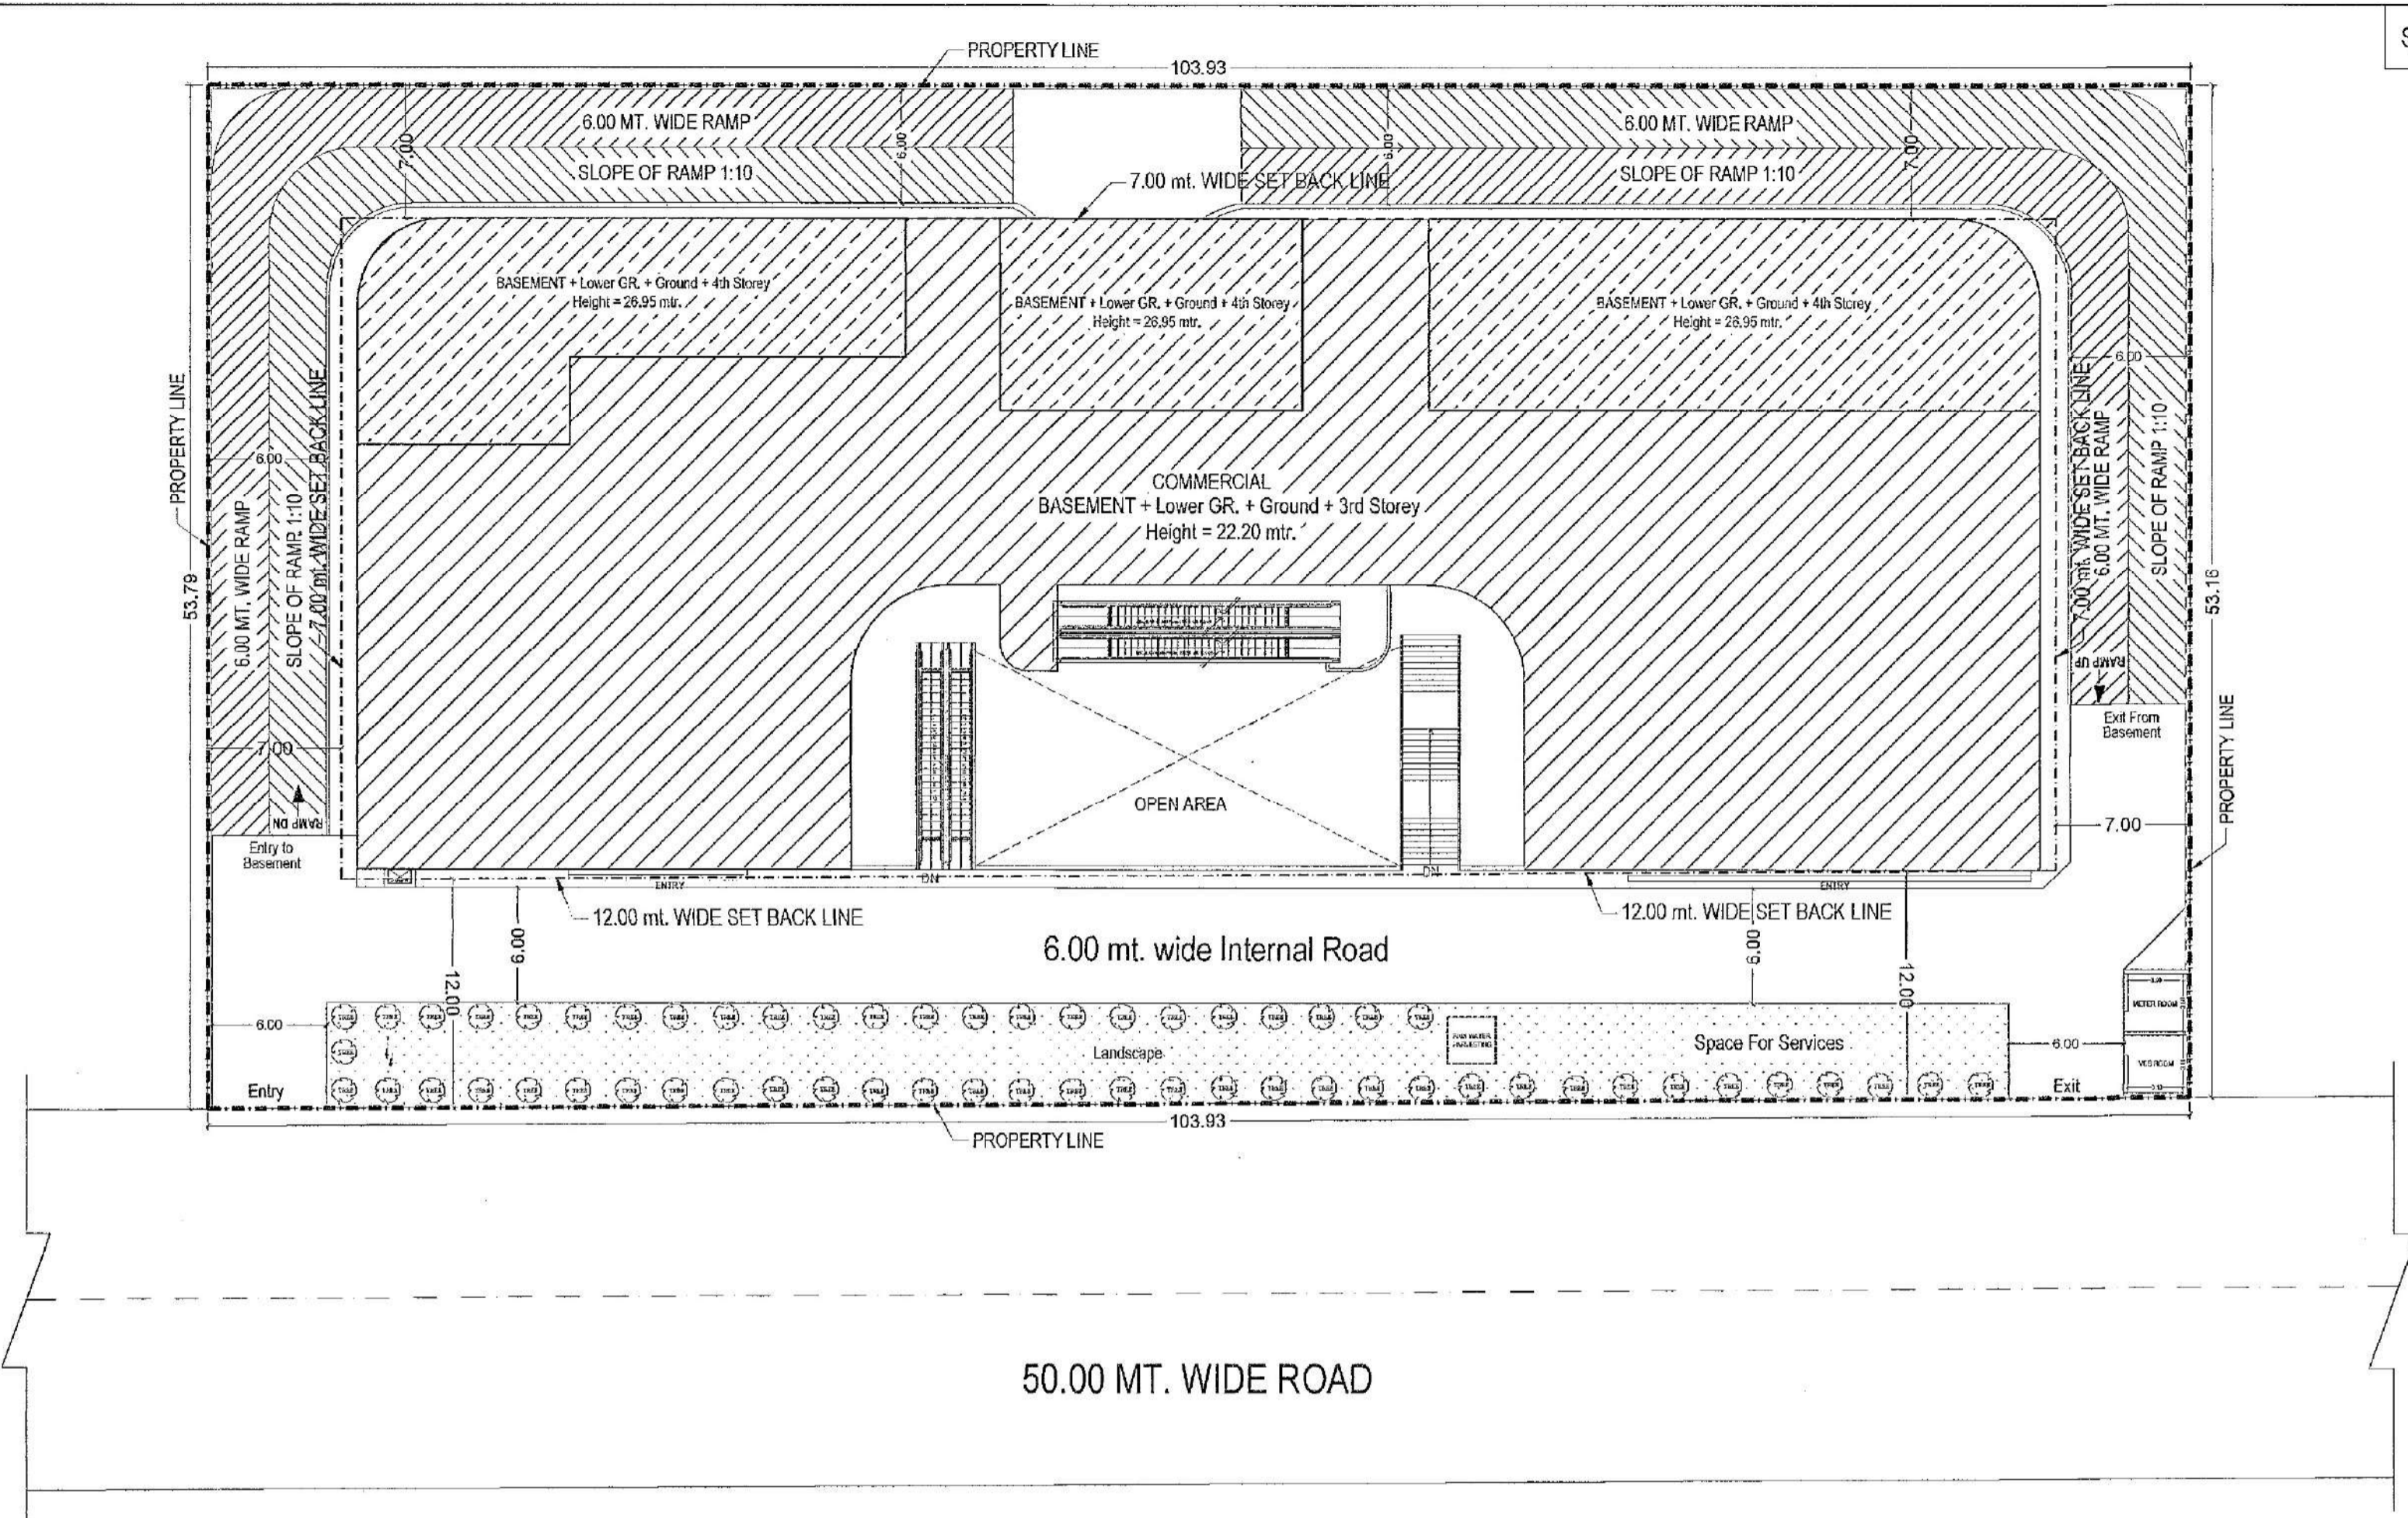 PROPERTY LINE
103.93
6.00 MT. WIDE RAMP
SLOPE OF RAMP 1:10
7.00
6.00
7.00 mt. WIDE SET BACK LINE
6.00
6.00 MT. WIDE RAMP
SLOPE OF RAMP 1:10
7.00
BASEMENT + Lower GR. + Ground + 4th Storey
Height = 26.95 mtr.
BASEMENT + Lower GR. + Ground + 4th Storey
Height = 26.95 mtr.
BASEMENT + Lower GR. + Ground + 4th Storey
Height = 26.95 mtr.
PROPERTY LINE
53.79
6.00
6.00 MT. WIDE RAMP
SLOPE OF RAMP 1:10
7.00 mt. WIDE SET BACK LINE
7.00
RAMP DN
Entry to
Basement
COMMERCIAL
BASEMENT + Lower GR. + Ground + 3rd Storey
Height = 22.20 mtr.
OPEN AREA
6.00
7.00 mt. WIDE SET BACK LINE
6.00 MT. WIDE RAMP
SLOPE OF RAMP 1:10
RAMP UP
Exit From
Basement
53.16
PROPERTY LINE
7.00
ENTRY
DN
DN
ENTRY
12.00 mt. WIDE SET BACK LINE
12.00 mt. WIDE SET BACK LINE
6.00 mt. wide Internal Road
6.00
12.00
6.00
12.00
6.00
Landscape
RAIN WATER
HARVESTING
Space For Services
6.00
METER ROOM
Entry
Exit
103.93
PROPERTY LINE
50.00 MT. WIDE ROAD